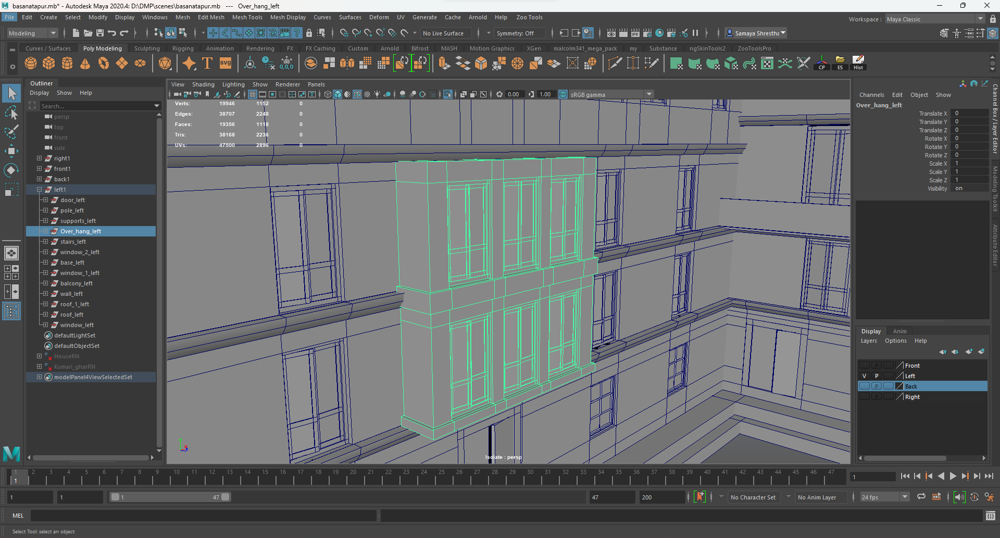 basanatapur.mb* - Autodesk Maya 2020.4: D:\DMP\scenes\basanatapur.mb --- Over_hang_left
File Edit Create Select Modify Display Windows Mesh Edit Mesh Mesh Tools Mesh Display Curves Surfaces Deform UV Generate Cache Arnold Help Zoo Tools
Workspace : Maya Classic
Modeling No Live Surface Symmetry: Off IPR Samaya Shrestha
Curves / Surfaces Poly Modeling Sculpting Rigging Animation Rendering FX FX Caching Custom Arnold Bifrost MASH Motion Graphics XGen malcolm341_mega_pack my Substance ngSkinTools2 ZooToolsPro
T svg 0,0,0 CP ES Hist
Outliner
Display Show Help
Search...
persp
top
front
side
right1
front1
back1
left1
door_left
pole_left
supports_left
Over_hang_left
stairs_left
window_2_left
base_left
window_1_left
balcony_left
wall_left
roof_1_left
roof_left
window_left
defaultLightSet
defaultObjectSet
HouseRN
Kumari_gharRN
modelPanel4ViewSelectedSet
View Shading Lighting Show Renderer Panels
0.00 1.00 ON sRGB gamma
Verts: 19946 1152 0
Edges: 38707 2248 0
Faces: 19356 1118 0
Tris: 38168 2236 0
UVs: 47500 2836 0
Isolate : persp
Channels Edit Object Show
Over_hang_left
Translate X 0
Translate Y 0
Translate Z 0
Rotate X 0
Rotate Y 0
Rotate Z 0
Scale X 1
Scale Y 1
Scale Z 1
Visibility on
Channel Box / Layer Editor
Modeling Toolkit
Attribute Editor
Display Anim
Layers Options Help
P Front
V P Left
P Back
P Right
1 2 3 4 5 6 7 8 9 10 11 12 13 14 15 16 17 18 19 20 21 22 23 24 25 26 27 28 29 30 31 32 33 34 35 36 37 38 39 40 41 42 43 44 45 46 47
1 1
1 1 1 47 47 200 No Character Set No Anim Layer 24 fps
MEL
Select Tool: select an object